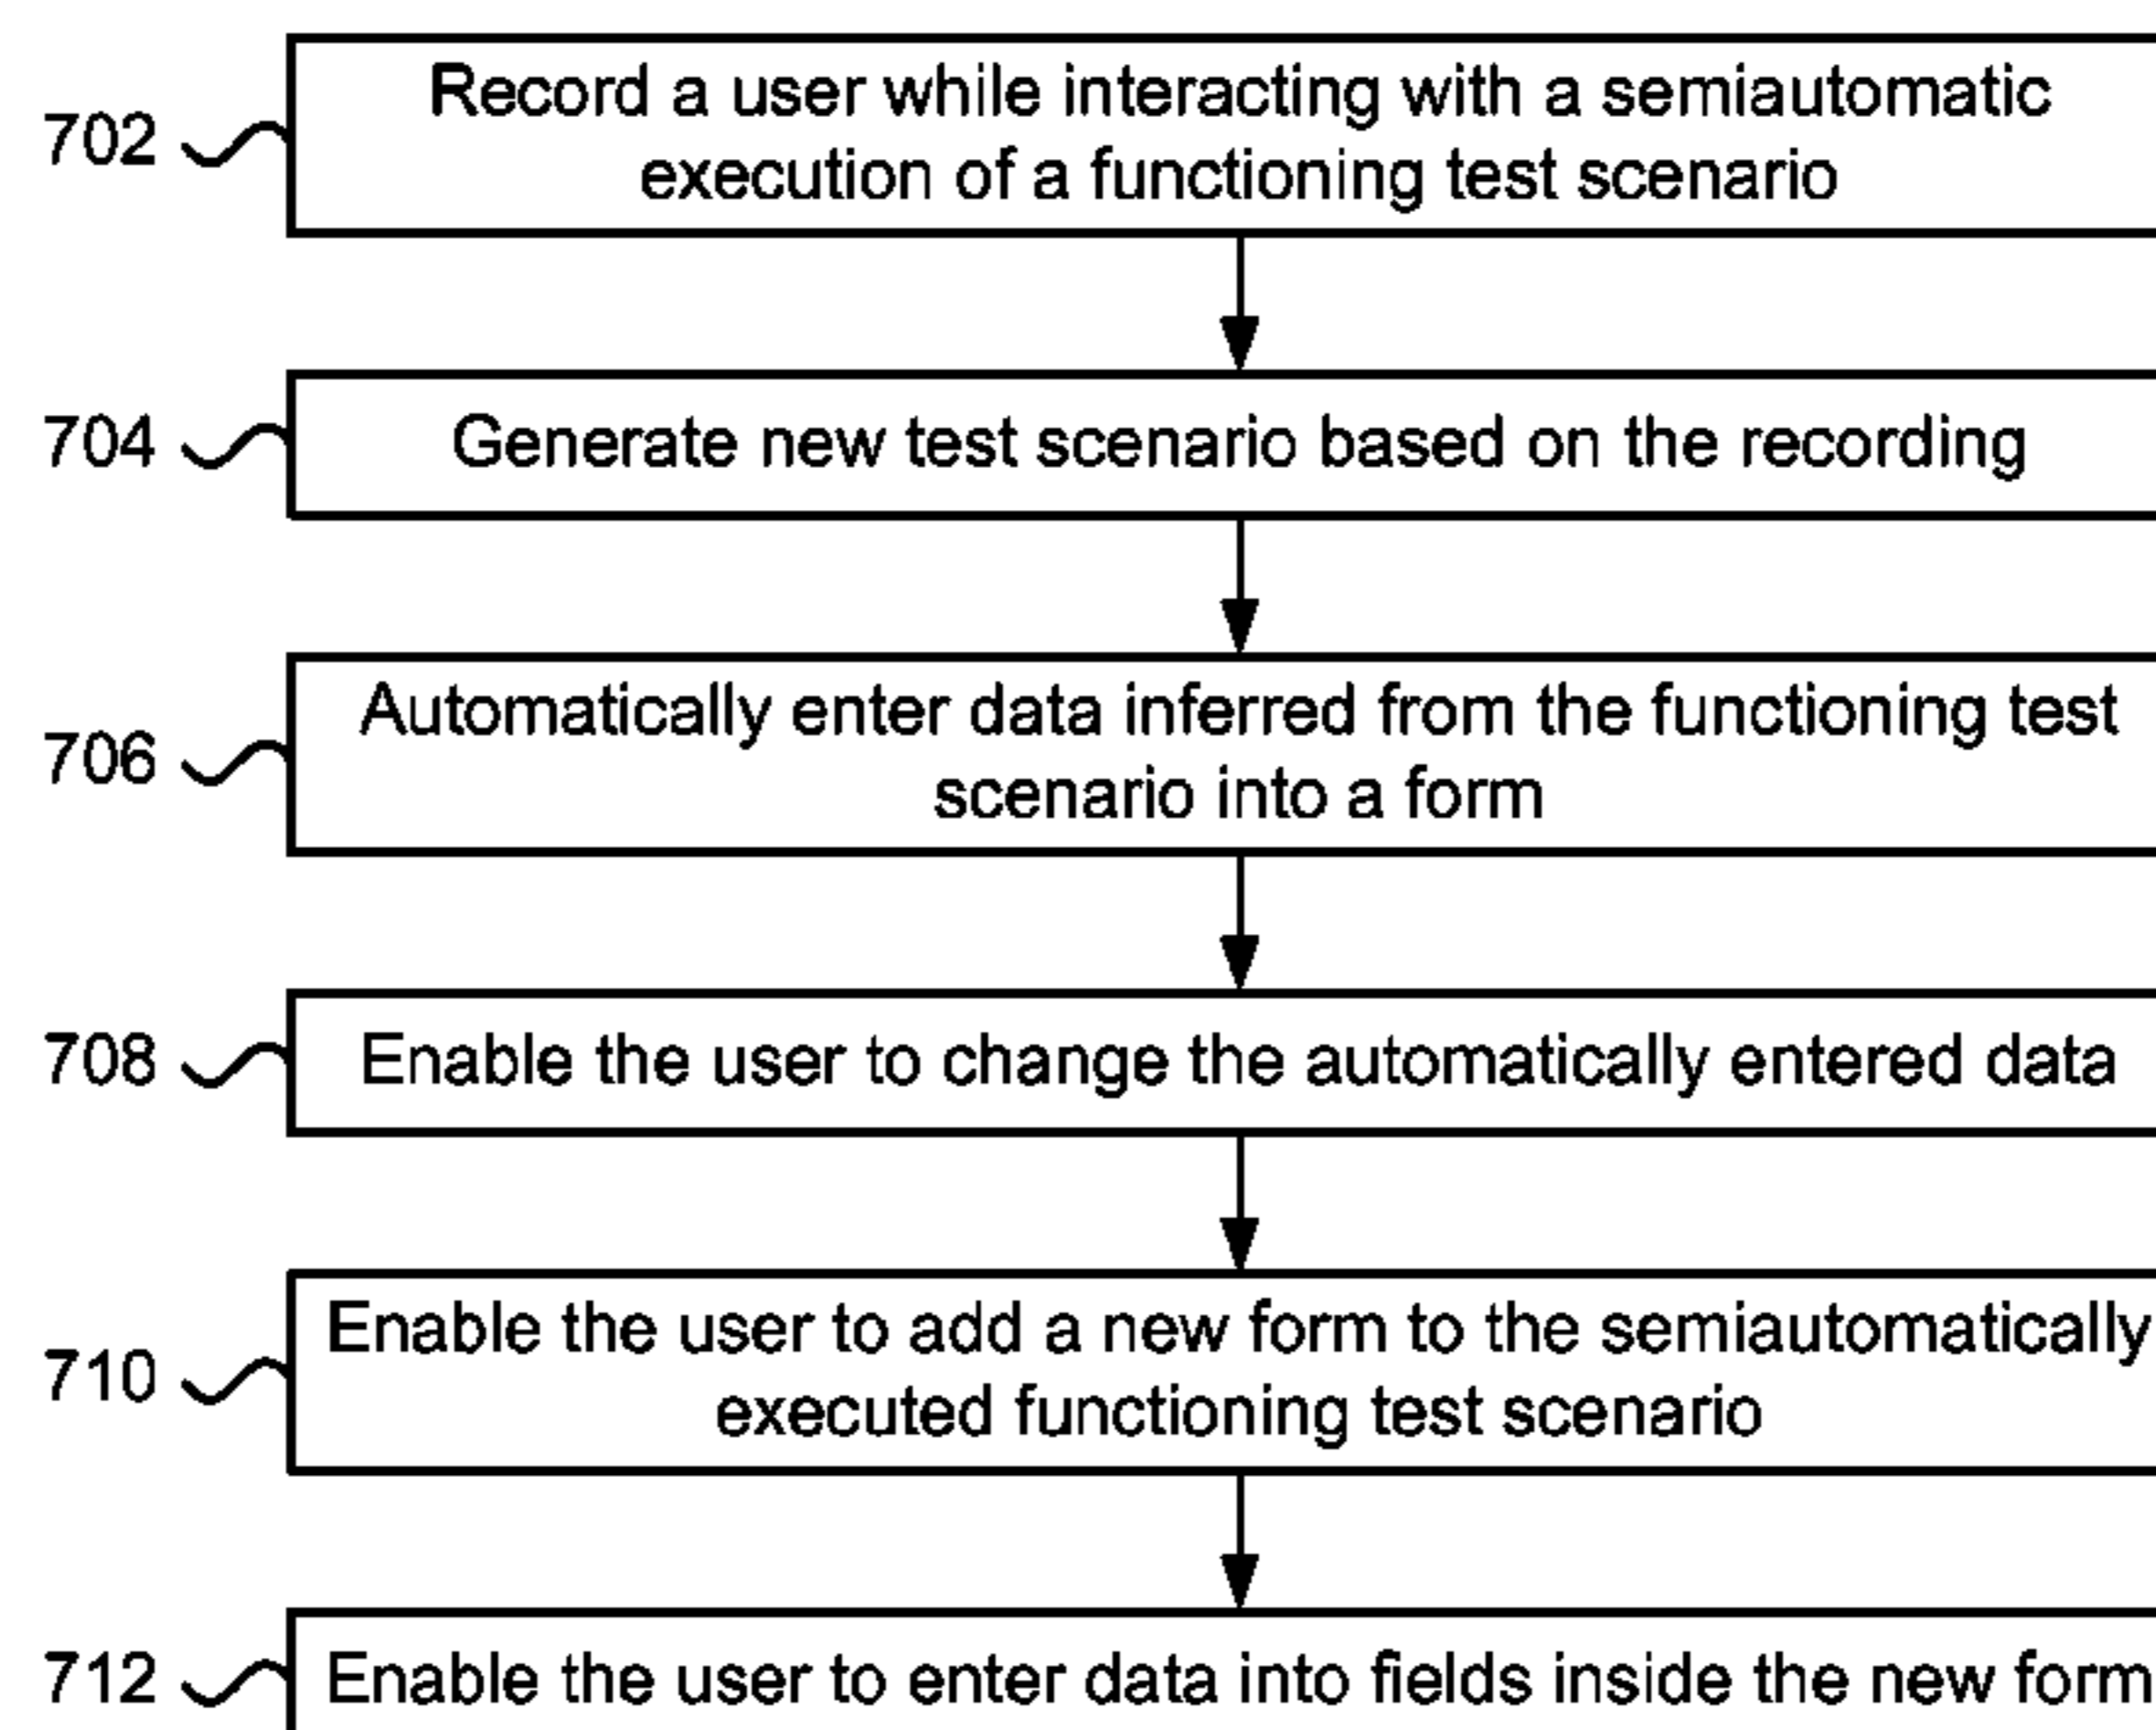 702
Record a user while interacting with a semiautomatic
execution of a functioning test scenario
704
Generate new test scenario based on the recording
706
Automatically enter data inferred from the functioning test
scenario into a form
708
Enable the user to change the automatically entered data
710
Enable the user to add a new form to the semiautomatically
executed functioning test scenario
712
Enable the user to enter data into fields inside the new form